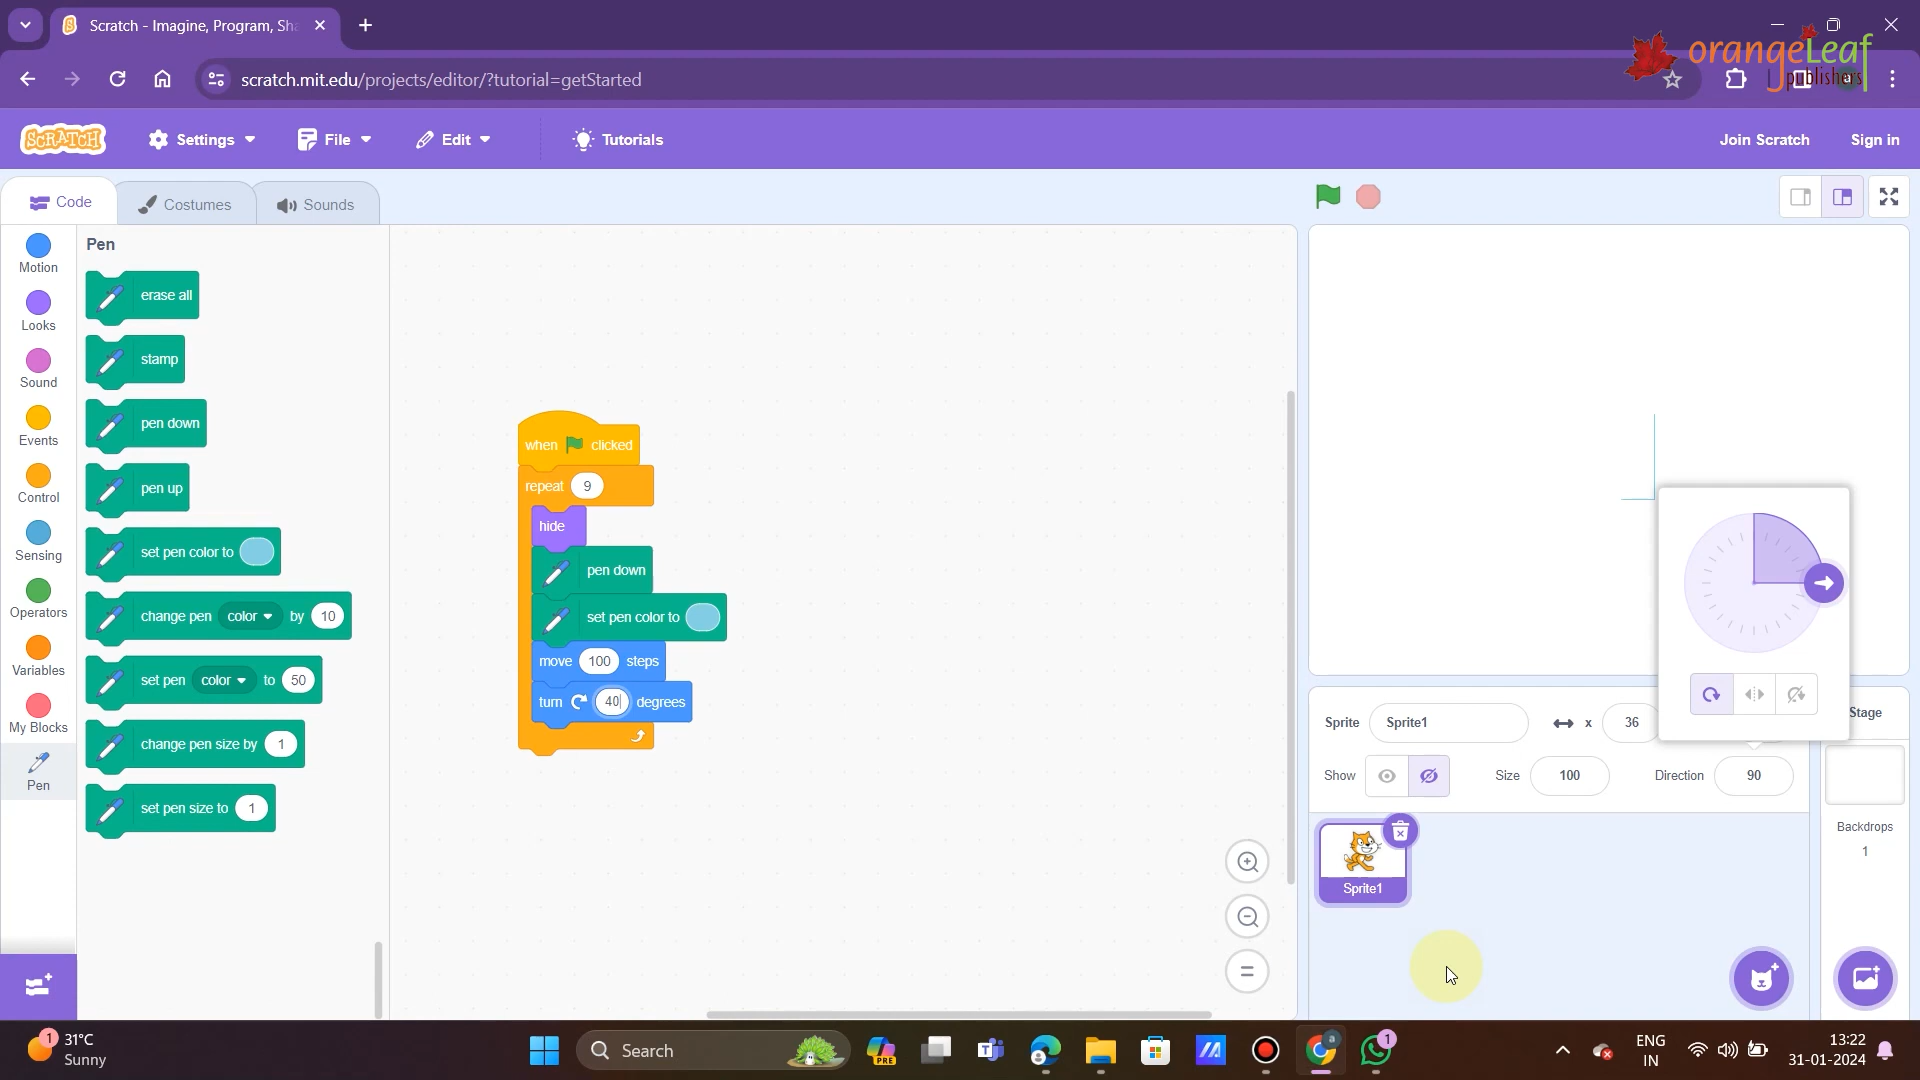 Scratch - Imagine, Program, Sha
orangeLeaf
publishers
scratch.mit.edu/projects/editor/?tutorial=getStarted
SCRATCH
Settings
File
Edit
Tutorials
Join Scratch
Sign in
Code
Costumes
Sounds
Motion
Looks
Sound
Events
Control
Sensing
Operators
Variables
My Blocks
Pen
Pen
erase all
stamp
pen down
pen up
set pen color to
change pen color by 10
set pen color to 50
change pen size by 1
set pen size to 1
when clicked
repeat 9
hide
pen down
set pen color to
move 100 steps
turn 40 degrees
Sprite Sprite1 x 36
Show Size 100 Direction 90
Sprite1
Stage
Backdrops
1
1 31°C
Sunny
Search
PRE
a
1
ENG
IN
13:22
31-01-2024